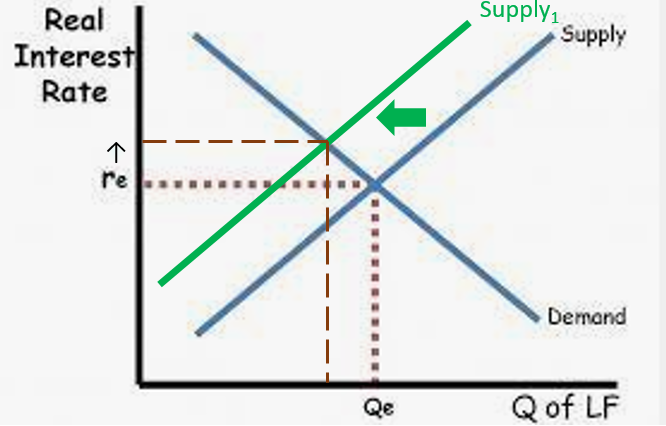 Real
Interest
Rate
Supply₁
Supply
↑
re
Demand
Qe
Q of LF